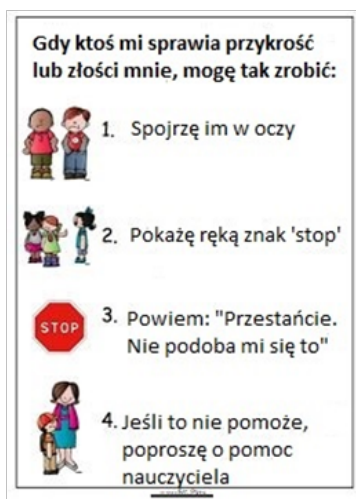 Gdy ktoś mi sprawia przykrość
lub złości mnie, mogę tak zrobić:
1. Spojrzę im w oczy
2. Pokażę ręką znak 'stop'
STOP
3. Powiem: "Przestańcie.
Nie podoba mi się to"
4. Jeśli to nie pomoże,
poproszę o pomoc
nauczyciela